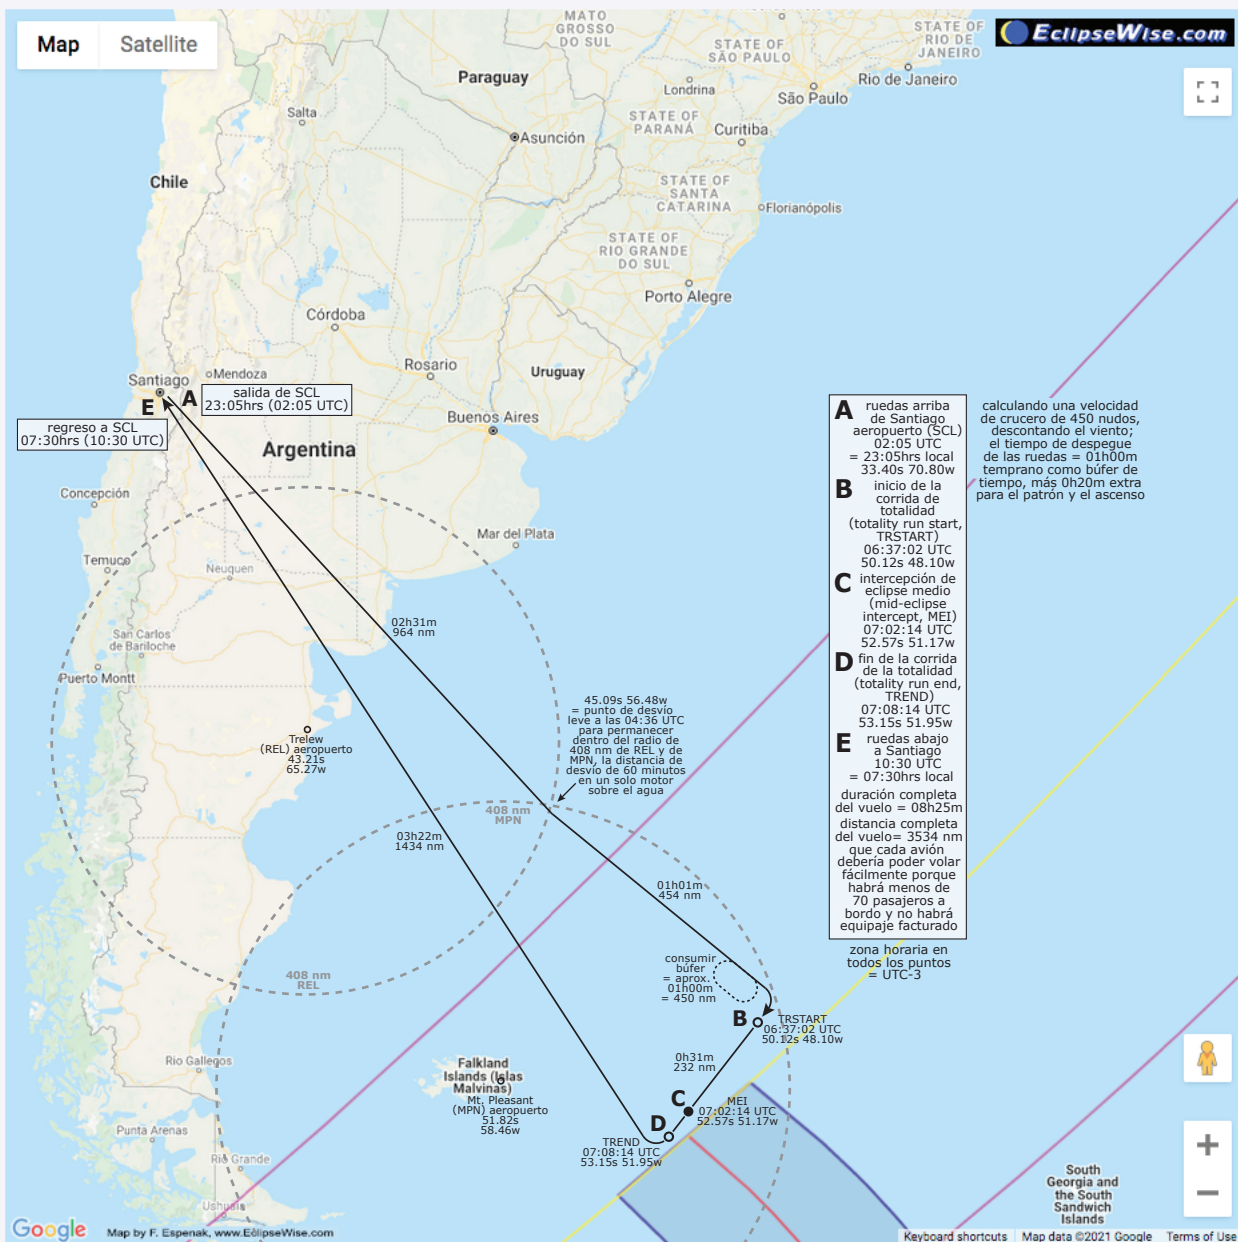 Map
Satellite
EclipseWise.com
MATO
GROSSO
DO SUL
STATE OF
SÃO PAULO
STATE OF
RIO DE
JANEIRO
Rio de Janeiro
Paraguay
Londrina
São Paulo
Salta
STATE OF
PARANÁ
Curitiba
Asunción
Chile
STATE OF
SANTA
CATARINA
Florianópolis
STATE OF
RIO GRANDE
DO SUL
Porto Alegre
Córdoba
Rosario
Uruguay
Santiago
Mendoza
A
E
salida de SCL
23:05hrs (02:05 UTC)
regreso a SCL
07:30hrs (10:30 UTC)
Buenos Aires
Argentina
Concepción
Mar del Plata
Temuco
Neuquen
San Carlos
de Bariloche
Puerto Montt
02h31m
964 nm
45.09s 56.48w
= punto de desvío
leve a las 04:36 UTC
para permanecer
dentro del radio de
408 nm de REL y de
MPN, la distancia de
desvío de 60 minutos
en un solo motor
sobre el agua
Trelew
(REL) aeropuerto
43.21s
65.27w
408 nm
MPN
03h22m
1434 nm
01h01m
454 nm
408 nm
REL
consumir
búfer
= aprox.
01h00m
= 450 nm
B
TRSTART
06:37:02 UTC
50.12s 48.10w
0h31m
232 nm
Rio Gallegos
Falkland
Islands (Islas
Malvinas)
Mt. Pleasant
(MPN) aeropuerto
51.82s
58.46w
C
MEI
07:02:14 UTC
52.57s 51.17w
D
TREND
07:08:14 UTC
53.15s 51.95w
Punta Arenas
Rio Grande
Ushuaia
South
Georgia and
the South
Sandwich
Islands
A
ruedas arriba
de Santiago
aeropuerto (SCL)
02:05 UTC
= 23:05hrs local
33.40s 70.80w
B
inicio de la
corrida de
totalidad
(totality run start,
TRSTART)
06:37:02 UTC
50.12s 48.10w
C
intercepción de
eclipse medio
(mid-eclipse
intercept, MEI)
07:02:14 UTC
52.57s 51.17w
D
fin de la corrida
de la totalidad
(totality run end,
TREND)
07:08:14 UTC
53.15s 51.95w
E
ruedas abajo
a Santiago
10:30 UTC
= 07:30hrs local
duración completa
del vuelo = 08h25m
distancia completa
del vuelo= 3534 nm
que cada avión
debería poder volar
fácilmente porque
habrá menos de
70 pasajeros a
bordo y no habrá
equipaje facturado
zona horaria en
todos los puntos
= UTC-3
calculando una velocidad
de crucero de 450 nudos,
descontando el viento;
el tiempo de despegue
de las ruedas = 01h00m
temprano como búfer de
tiempo, más 0h20m extra
para el patrón y el ascenso
Google
Map by F. Espenak, www.EclipseWise.com
Keyboard shortcuts
Map data ©2021 Google
Terms of Use